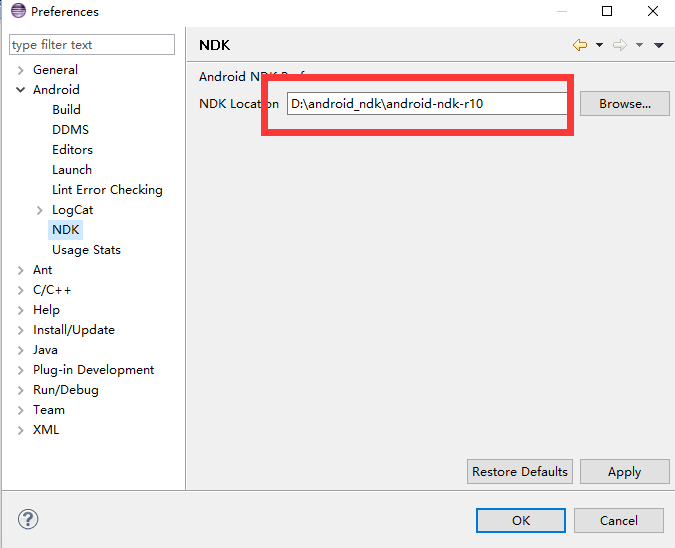 Preferences
type filter text
General
Android
Build
DDMS
Editors
Launch
Lint Error Checking
LogCat
NDK
Usage Stats
Ant
C/C++
Help
Install/Update
Java
Plug-in Development
Run/Debug
Team
XML
NDK
Android NDK
NDK Location D:\android_ndk\android-ndk-r10 Browse...
Restore Defaults Apply
OK Cancel